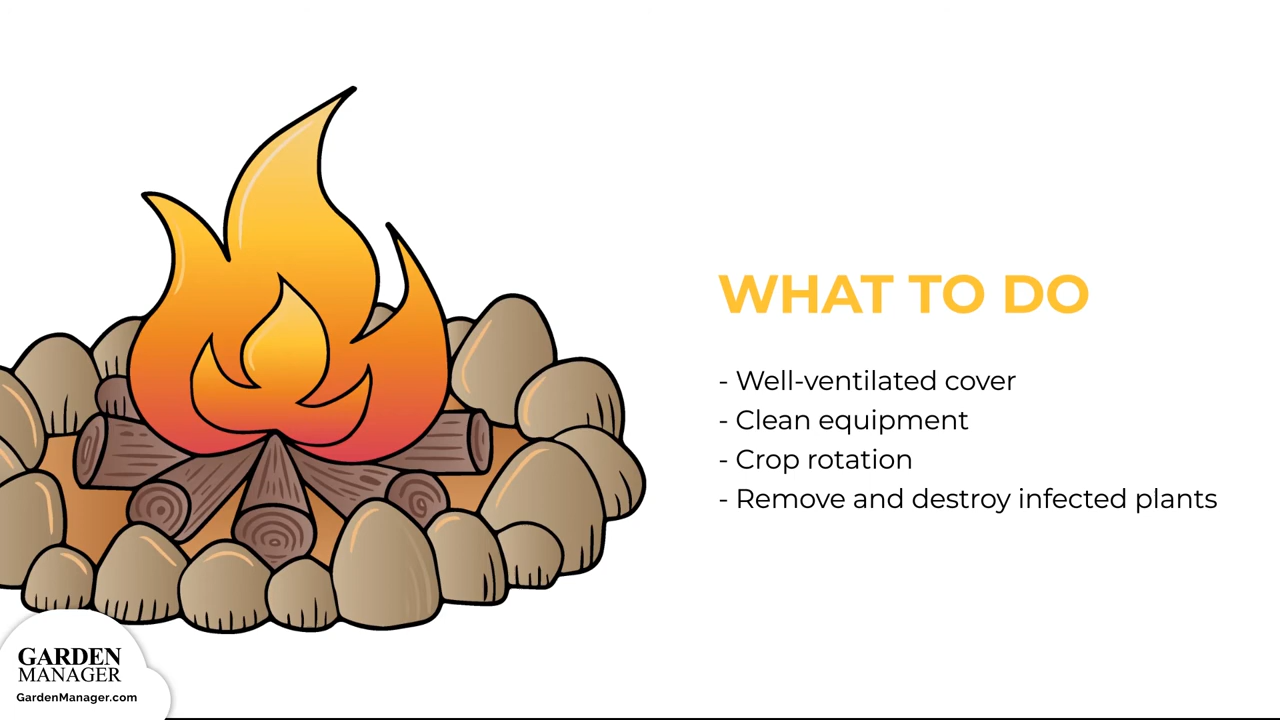 WHAT TO DO
- Well-ventilated cover
- Clean equipment
- Crop rotation
- Remove and destroy infected plants
GARDEN
MANAGER
GardenManager.com